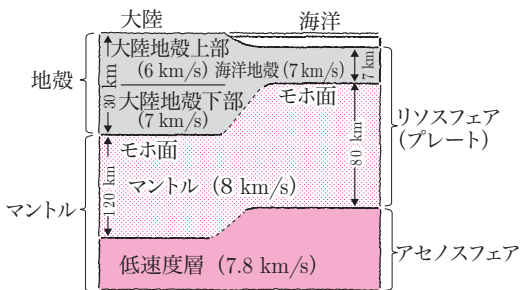 大陸
海洋
大陸地殻上部
(6 km/s)
海洋地殻(7 km/s)
7 km
地殻
30 km
大陸地殻下部
(7 km/s)
モホ面
リソスフェア
(プレート)
80 km
モホ面
マントル (8 km/s)
マントル
120 km
アセノスフェア
低速度層 (7.8 km/s)